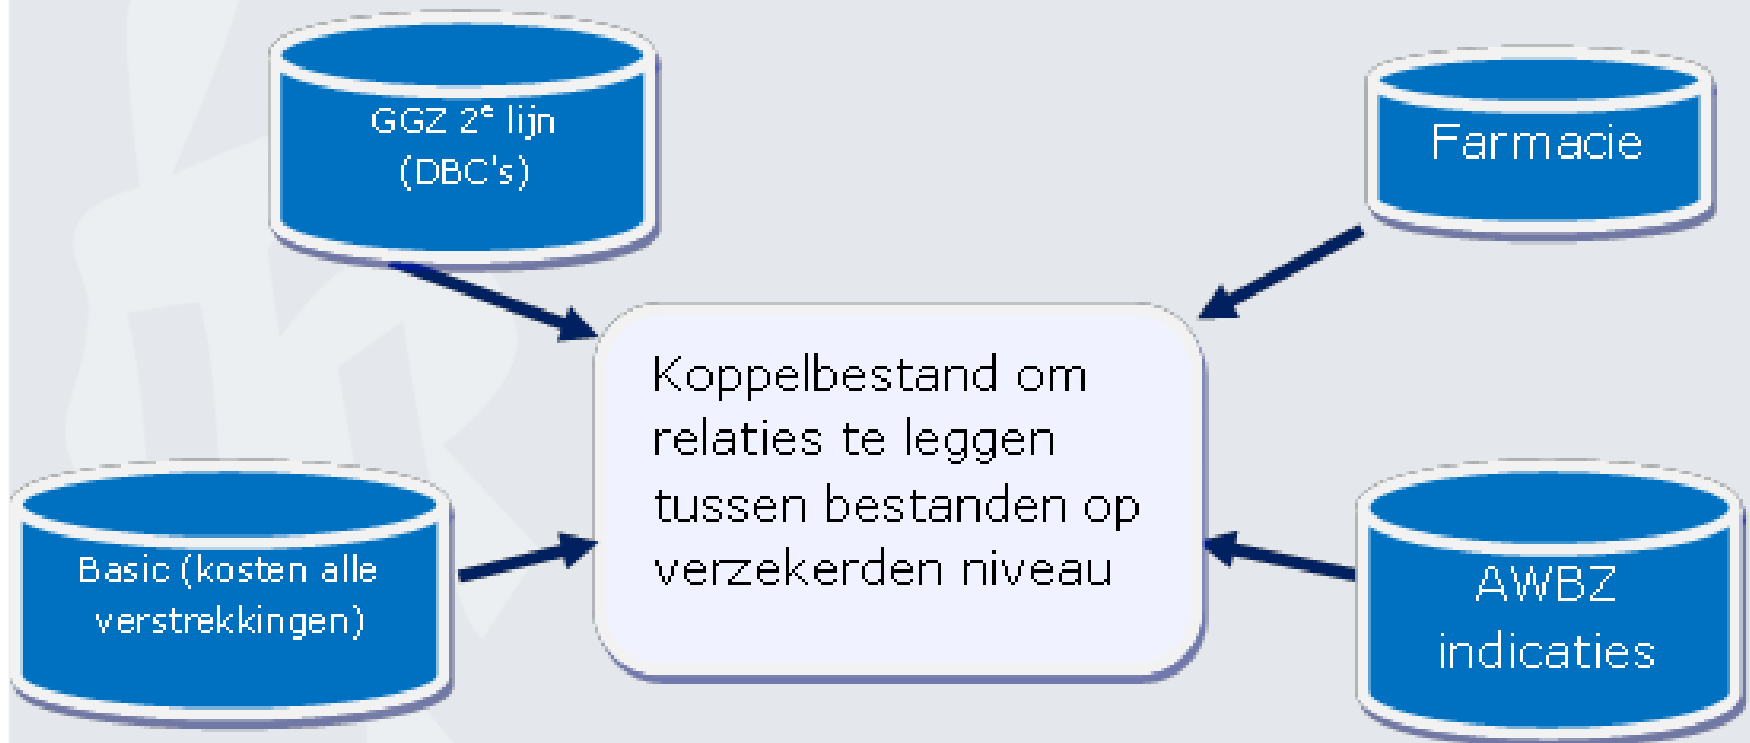 GGZ 2e lijn
(DBC's)
Farmacie
Koppelbestand om
relaties te leggen
tussen bestanden op
verzekerden niveau
Basic (kosten alle
verstrekkingen)
AWBZ
indicaties